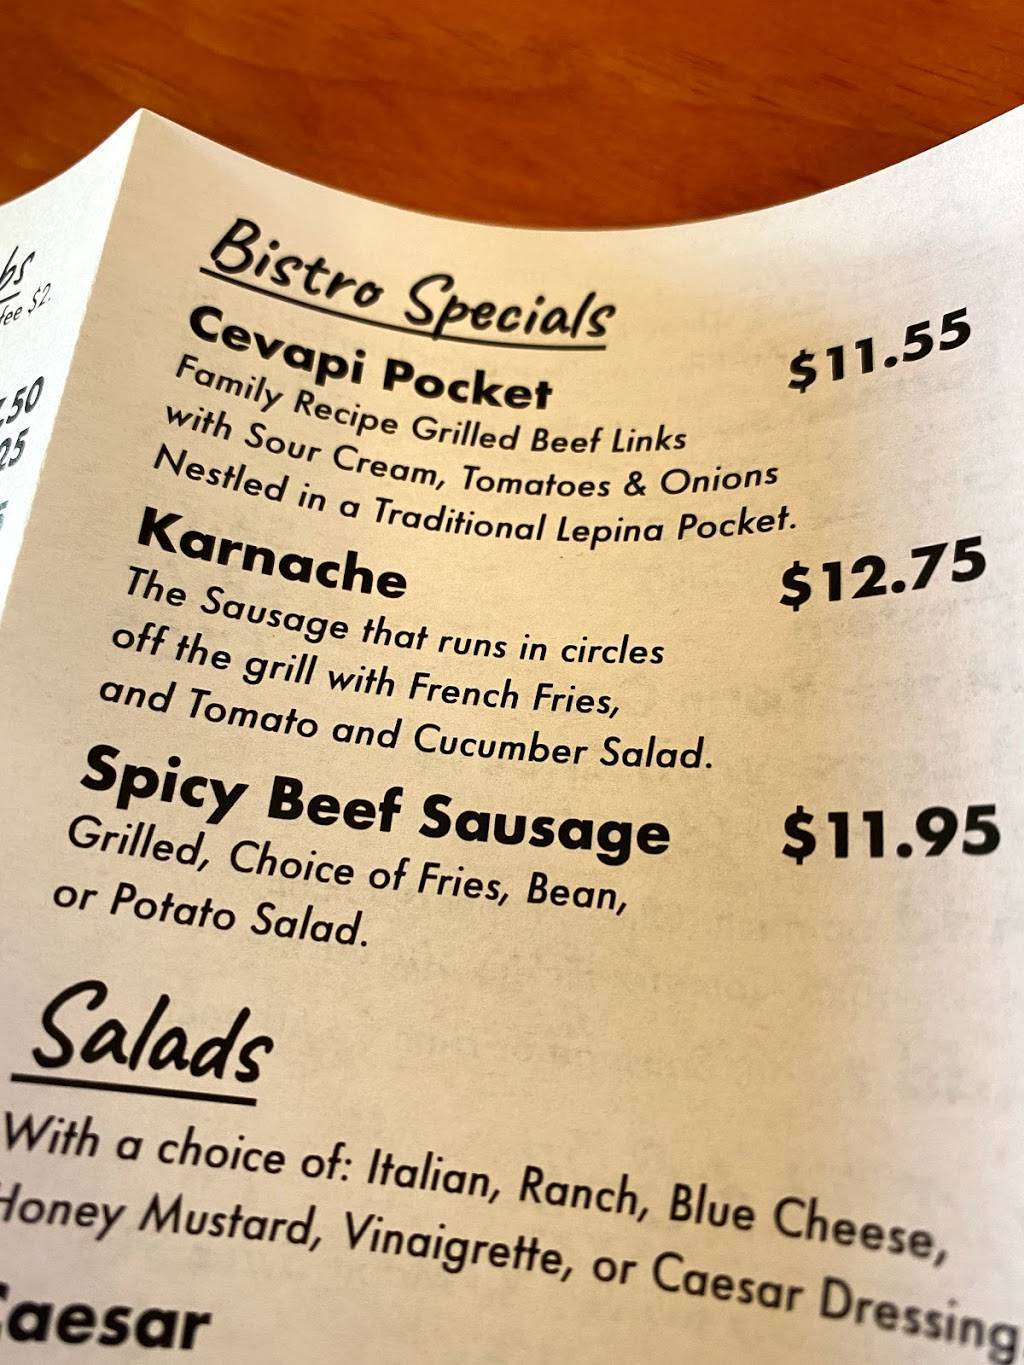 Bistro Specials
Cevapi Pocket $11.55
Family Recipe Grilled Beef Links
with Sour Cream, Tomatoes & Onions
Nestled in a Traditional Lepina Pocket.
Karnache $12.75
The Sausage that runs in circles
off the grill with French Fries,
and Tomato and Cucumber Salad.
Spicy Beef Sausage $11.95
Grilled, Choice of Fries, Bean,
or Potato Salad.
Salads
With a choice of: Italian, Ranch, Blue Cheese,
Honey Mustard, Vinaigrette, or Caesar Dressing
Caesar